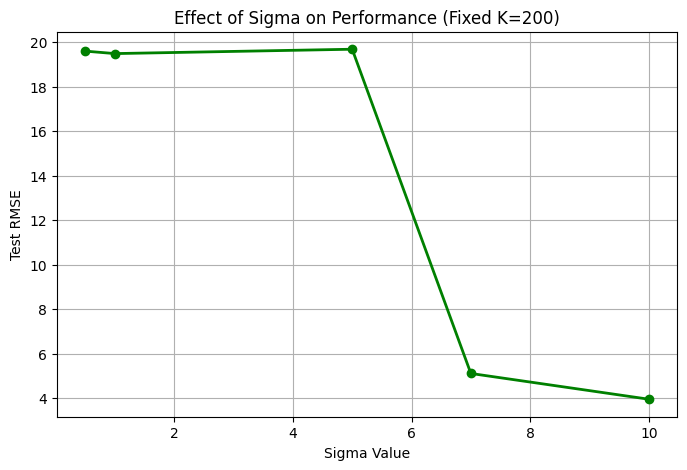 Effect of Sigma on Performance (Fixed K=200)
Test RMSE
20
18
16
14
12
10
8
6
4
2 4 6 8 10
Sigma Value